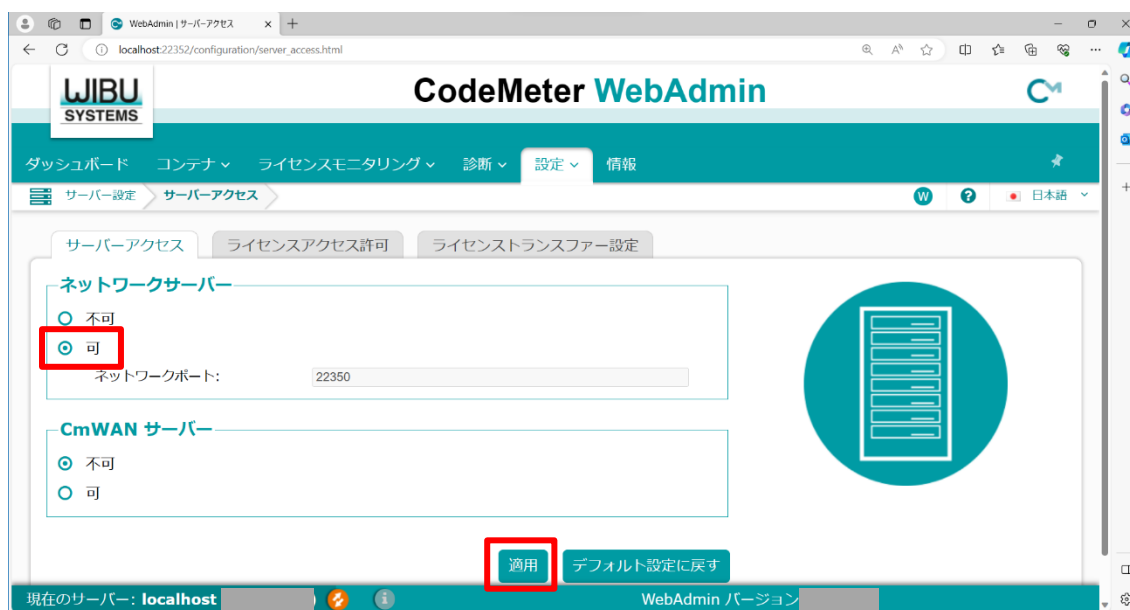 WebAdmin | サーバーアクセス
localhost:22352/configuration/server_access.html
WIBU
SYSTEMS
CodeMeter WebAdmin
ダッシュボード コンテナ ライセンスモニタリング 診断 設定 情報
サーバー設定 サーバーアクセス W ? 日本語
サーバーアクセス ライセンスアクセス許可 ライセンストランスファー設定
ネットワークサーバー
不可
可
ネットワークポート: 22350
CmWAN サーバー
不可
可
適用 デフォルト設定に戻す
現在のサーバー: localhost ) WebAdmin バージョン